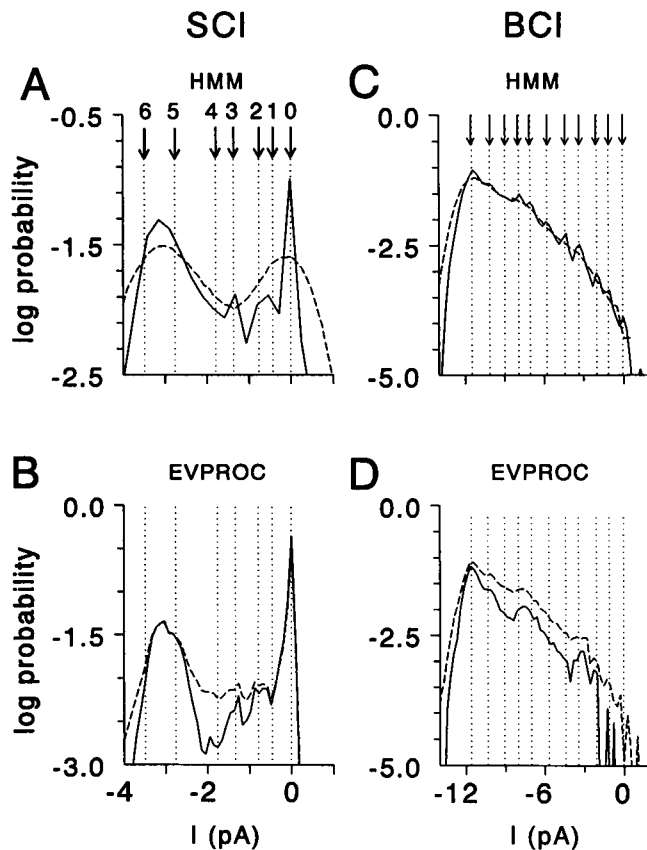 SCI BCI
A HMM C HMM
6 5 4 3 2 1 0
-0.5 0.0
log probability
-1.5 -2.5
-2.5 -5.0
B EVPROC D EVPROC
0.0 0.0
log probability
-1.5 -2.5
-3.0 -5.0
-4 -2 0 -12 -6 0
I (pA) I (pA)